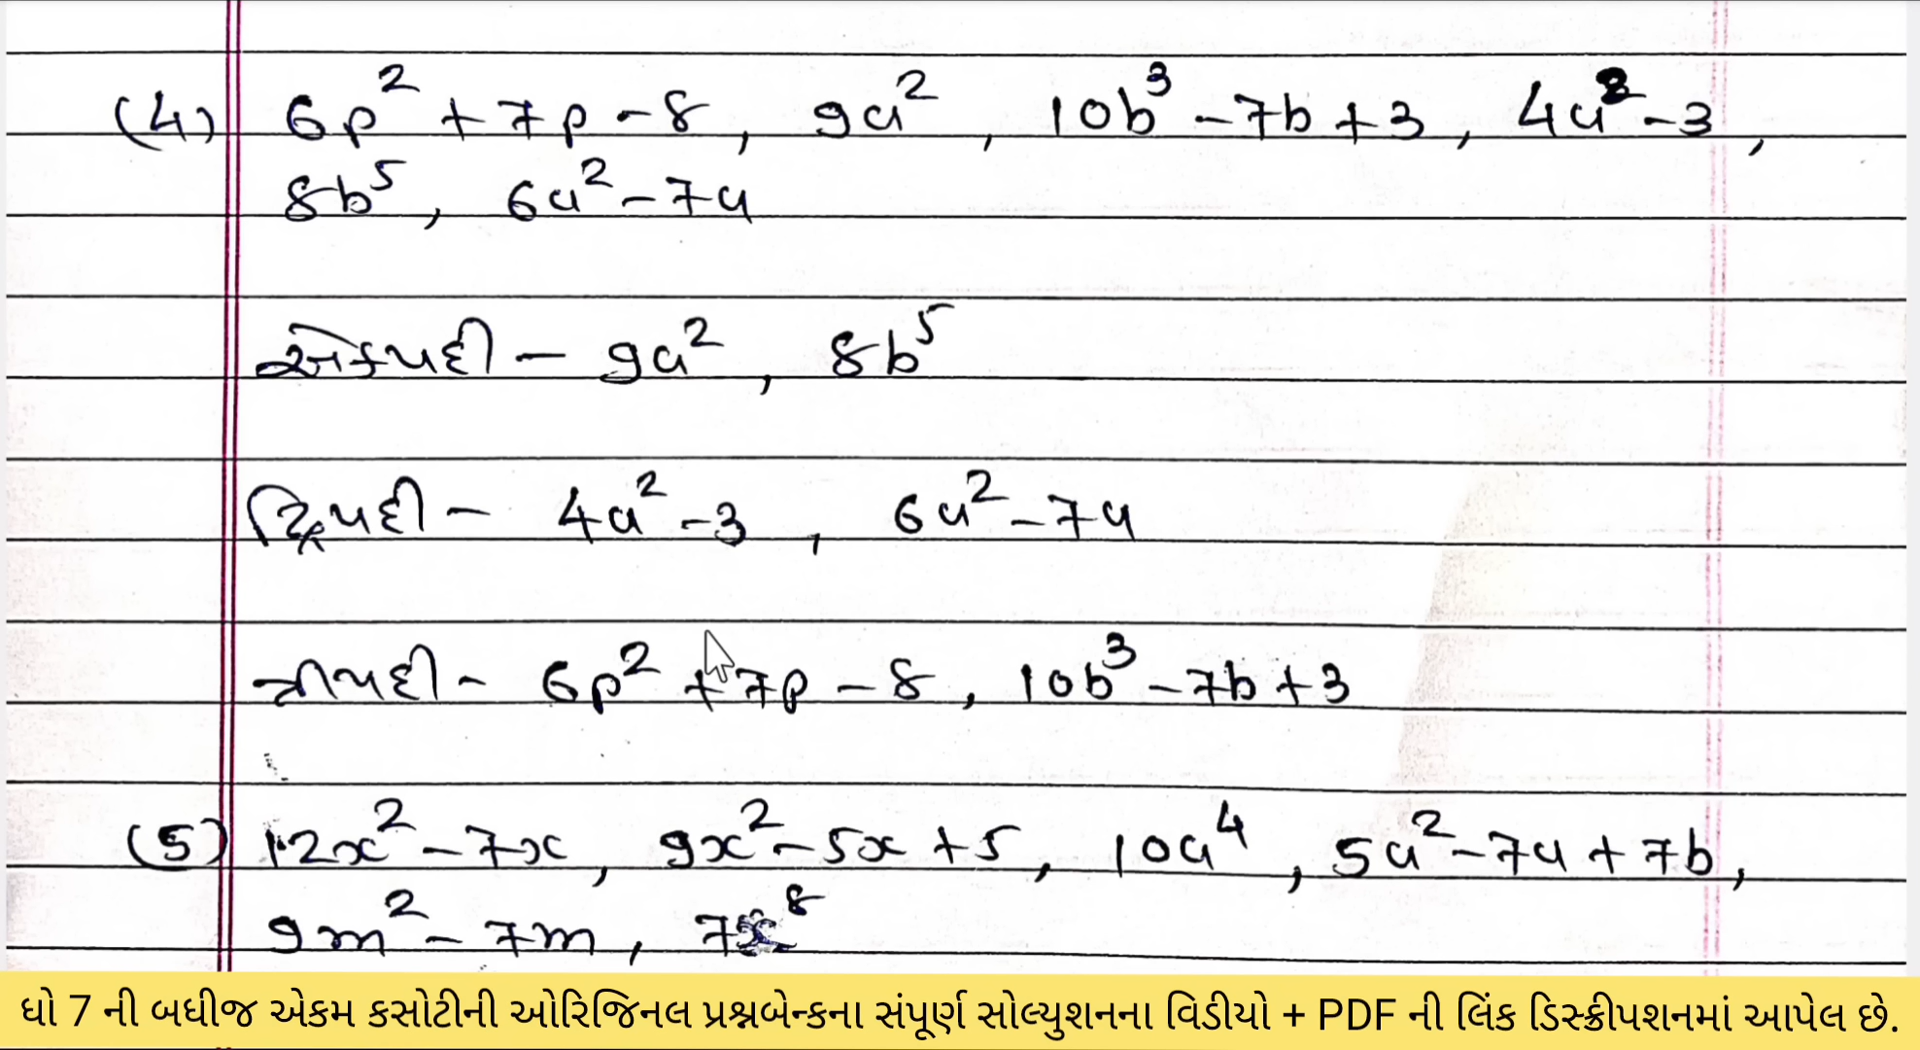 (4) 6p² + 7p - 8, 9a², 10b³ - 7b + 3, 4a² - 3,
8b⁵, 6a² - 7a
એકપદી - 9a², 8b⁵
દ્વિપદી - 4a² - 3, 6a² - 7a
ત્રીપદી - 6p² + 7p - 8, 10b³ - 7b + 3
(5) 12x² - 7x, 9x² - 5x + 5, 10a⁴, 5a² - 7a + 7b,
9m² - 7m, 7x⁸
ધો 7 ની બધીજ એકમ કસોટીની ઓરિજિનલ પ્રશ્નબેન્કના સંપૂર્ણ સોલ્યુશનના વિડીયો + PDF ની લિંક ડિસ્ક્રીપશનમાં આપેલ છે.